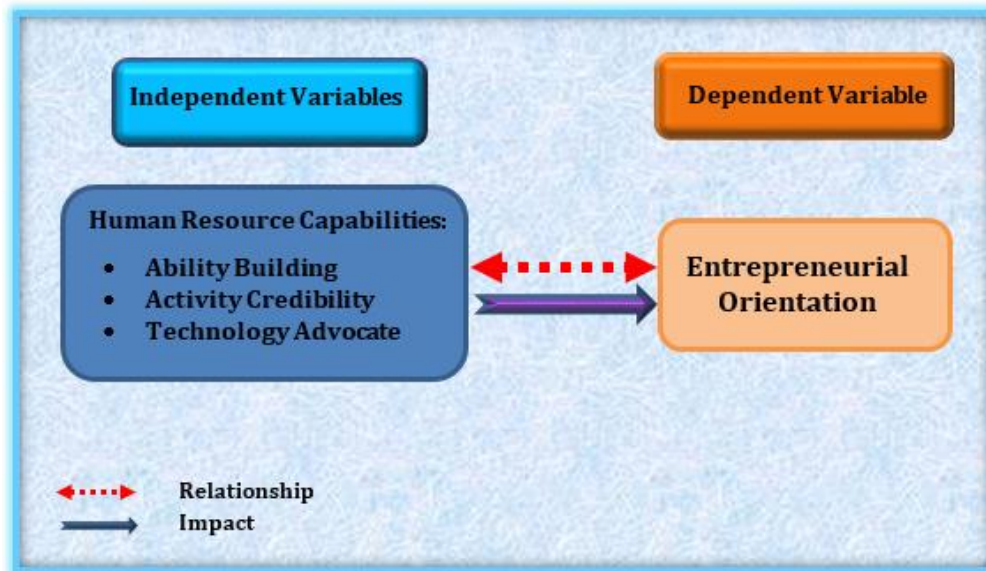 Independent Variables
Dependent Variable
Human Resource Capabilities:
• Ability Building
• Activity Credibility
• Technology Advocate
Entrepreneurial
Orientation
Relationship
Impact